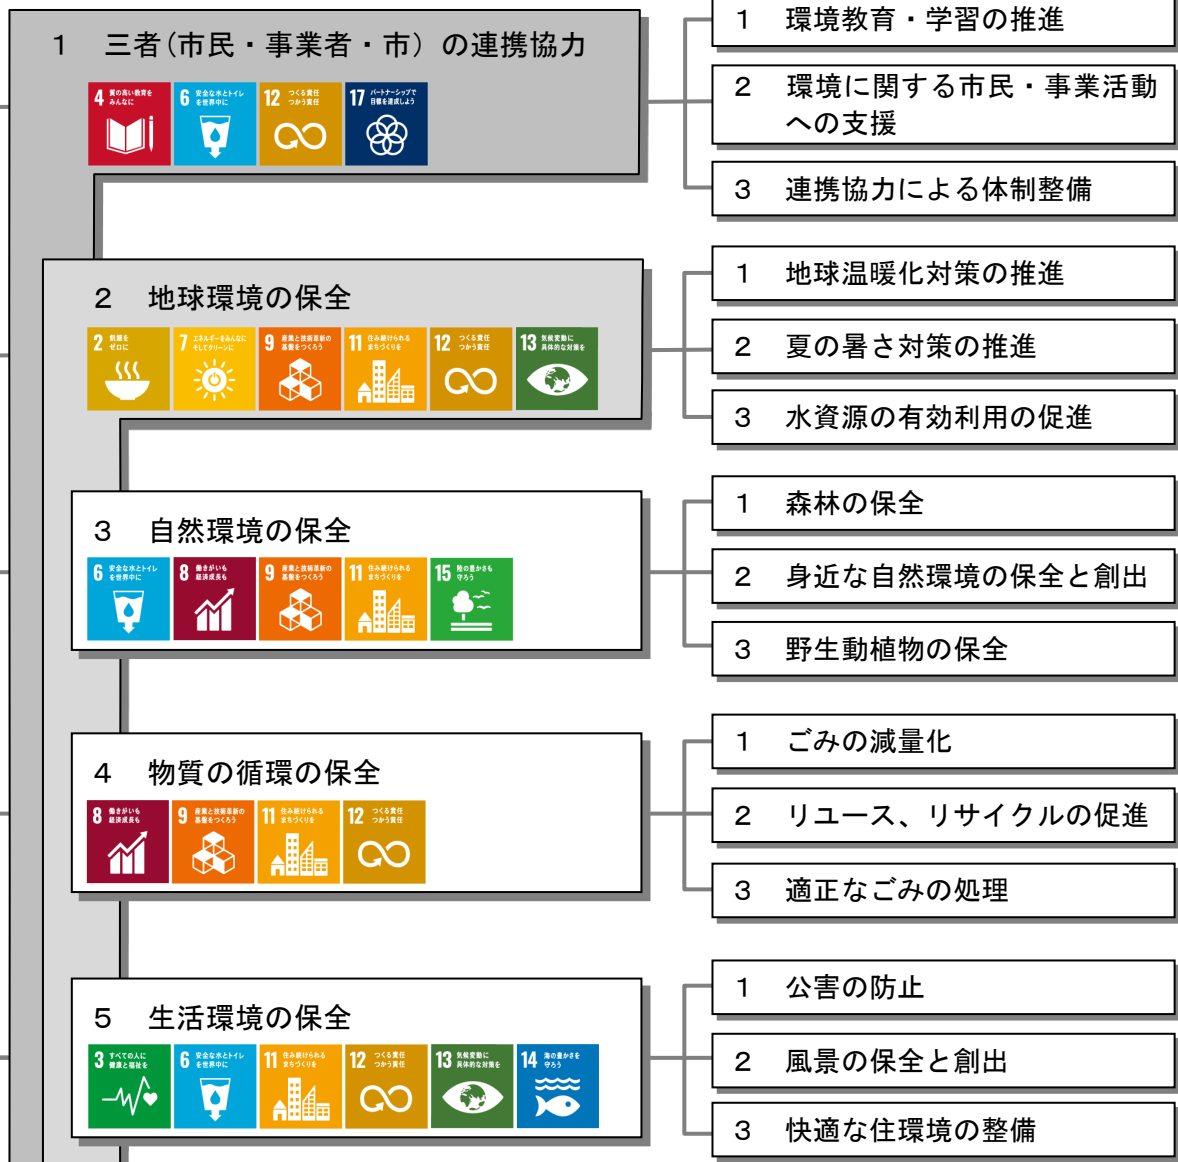 1 三者(市民・事業者・市）の連携協力
4 質の高い教育を
みんなに
6 安全な水とトイレ
を世界中に
12 つくる責任
つかう責任
17 パートナーシップで
目標を達成しよう
1 環境教育・学習の推進
2 環境に関する市民・事業活動
への支援
3 連携協力による体制整備
2 地球環境の保全
2 飢餓を
ゼロに
7 エネルギーをみんなに
そしてクリーンに
9 産業と技術革新の
基盤をつくろう
11 住み続けられる
まちづくりを
12 つくる責任
つかう責任
13 気候変動に
具体的な対策を
1 地球温暖化対策の推進
2 夏の暑さ対策の推進
3 水資源の有効利用の促進
3 自然環境の保全
6 安全な水とトイレ
を世界中に
8 働きがいも
経済成長も
9 産業と技術革新の
基盤をつくろう
11 住み続けられる
まちづくりを
15 陸の豊かさも
守ろう
1 森林の保全
2 身近な自然環境の保全と創出
3 野生動植物の保全
4 物質の循環の保全
8 働きがいも
経済成長も
9 産業と技術革新の
基盤をつくろう
11 住み続けられる
まちづくりを
12 つくる責任
つかう責任
1 ごみの減量化
2 リユース、リサイクルの促進
3 適正なごみの処理
5 生活環境の保全
3 すべての人に
健康と福祉を
6 安全な水とトイレ
を世界中に
11 住み続けられる
まちづくりを
12 つくる責任
つかう責任
13 気候変動に
具体的な対策を
14 海の豊かさを
守ろう
1 公害の防止
2 風景の保全と創出
3 快適な住環境の整備